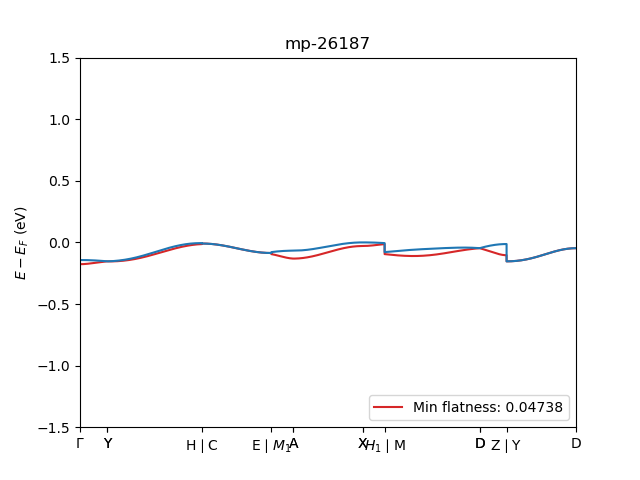 mp-26187
E − E_F (eV)
1.5
1.0
0.5
0.0
−0.5
−1.0
−1.5
Min flatness: 0.04738
Γ Y H | C E | M₁ A X H₁ | M D Z | Y D